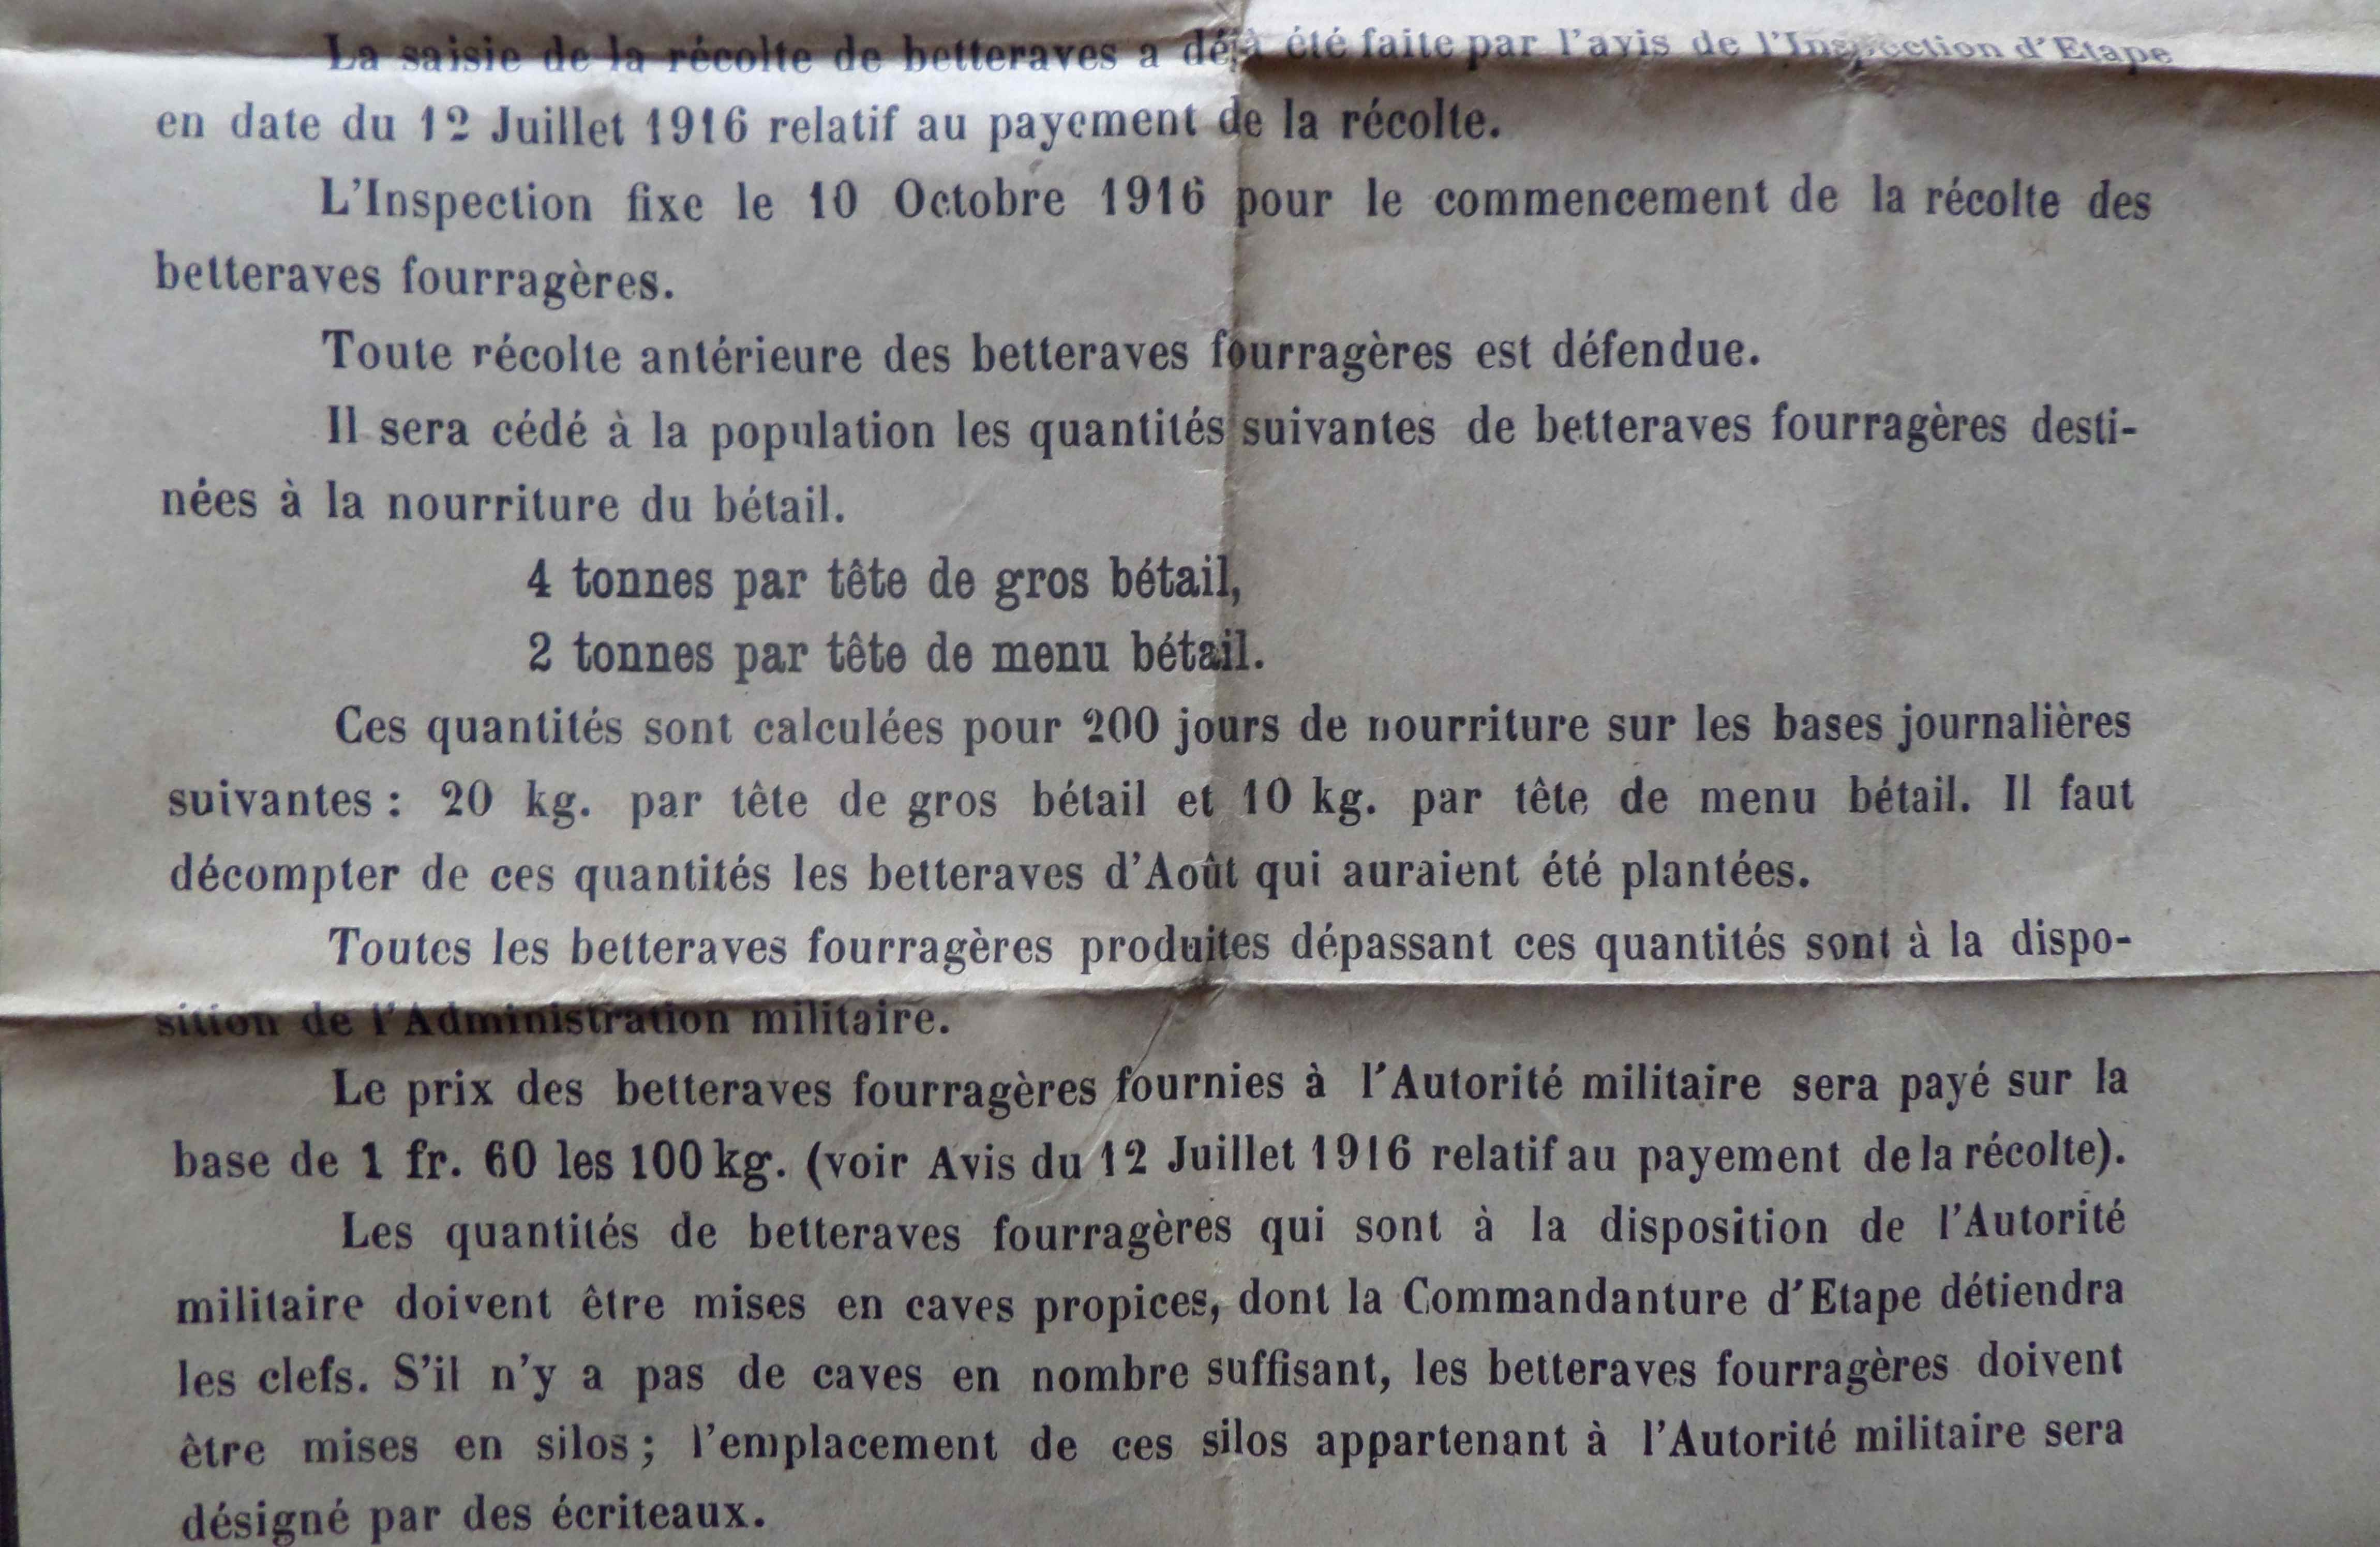 La saisie de la récolte de betteraves a déjà été faite par l'avis de l'Inspection d'Etape
en date du 12 Juillet 1916 relatif au payement de la récolte.
L'Inspection fixe le 10 Octobre 1916 pour le commencement de la récolte des
betteraves fourragères.
Toute récolte antérieure des betteraves fourragères est défendue.
Il sera cédé à la population les quantités suivantes de betteraves fourragères desti-
nées à la nourriture du bétail.
4 tonnes par tête de gros bétail,
2 tonnes par tête de menu bétail.
Ces quantités sont calculées pour 200 jours de nourriture sur les bases journalières
suivantes : 20 kg. par tête de gros bétail et 10 kg. par tête de menu bétail. Il faut
décompter de ces quantités les betteraves d'Août qui auraient été plantées.
Toutes les betteraves fourragères produites dépassant ces quantités sont à la dispo-
sition de l'Administration militaire.
Le prix des betteraves fourragères fournies à l'Autorité militaire sera payé sur la
base de 1 fr. 60 les 100 kg. (voir Avis du 12 Juillet 1916 relatif au payement de la récolte).
Les quantités de betteraves fourragères qui sont à la disposition de l'Autorité
militaire doivent être mises en caves propices, dont la Commandanture d'Etape détiendra
les clefs. S'il n'y a pas de caves en nombre suffisant, les betteraves fourragères doivent
être mises en silos ; l'emplacement de ces silos appartenant à l'Autorité militaire sera
désigné par des écriteaux.